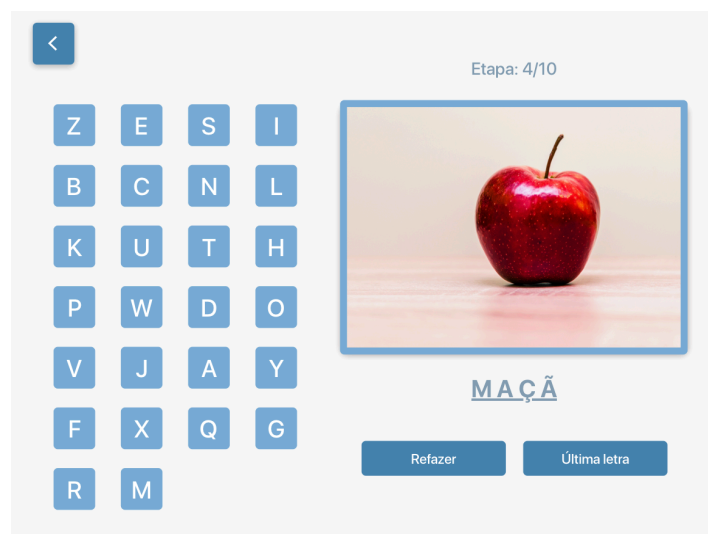 Etapa: 4/10
Z E S I
B C N L
K U T H
P W D O
V J A Y
F X Q G
R M
MAÇÃ
Refazer
Última letra